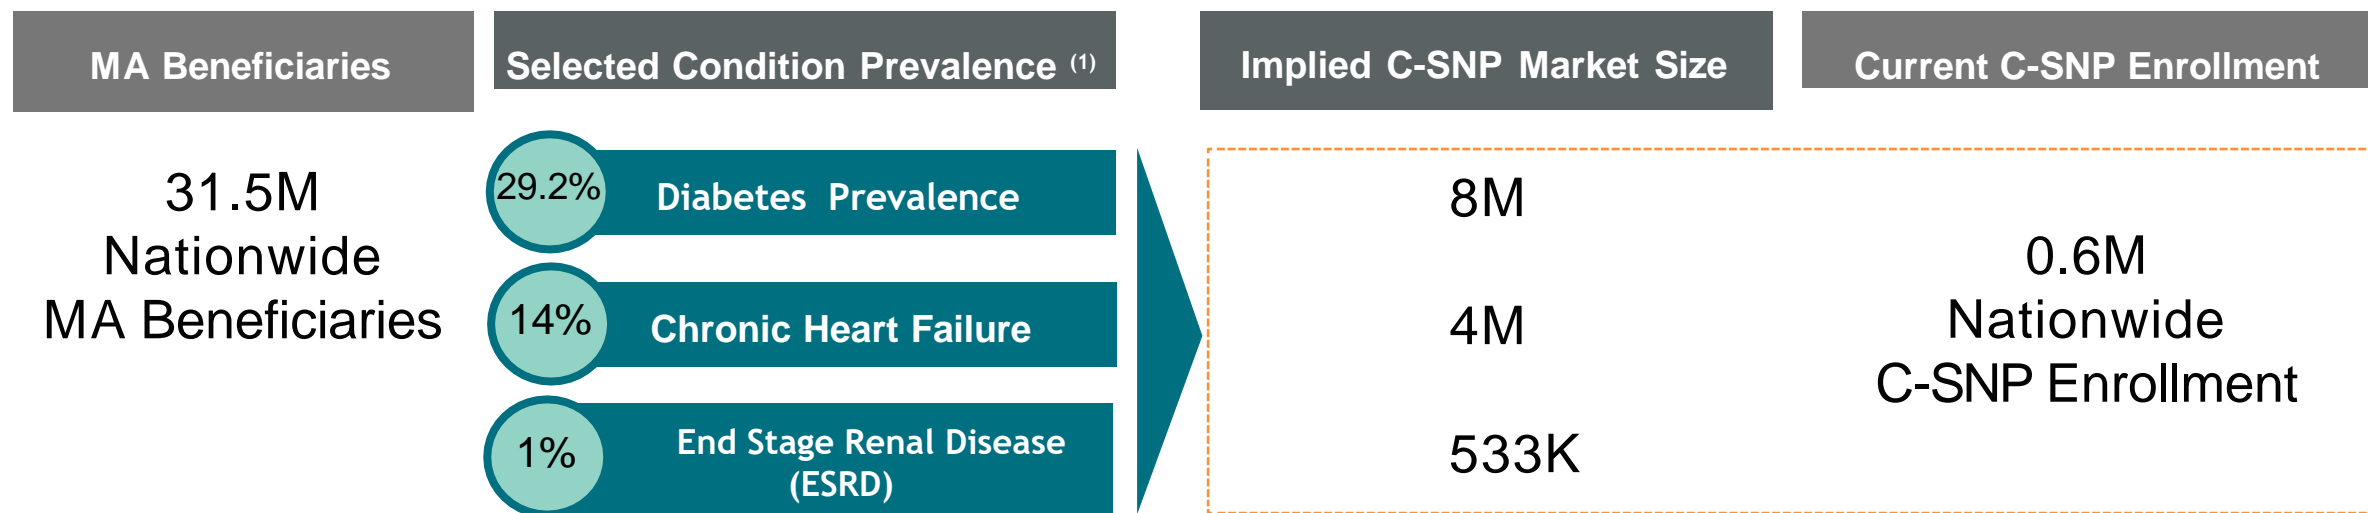 MA Beneficiaries
Selected Condition Prevalence (1)
Implied C-SNP Market Size
Current C-SNP Enrollment
31.5M
Nationwide
MA Beneficiaries
29.2%
Diabetes Prevalence
14%
Chronic Heart Failure
1%
End Stage Renal Disease
(ESRD)
8M
4M
533K
0.6M
Nationwide
C-SNP Enrollment